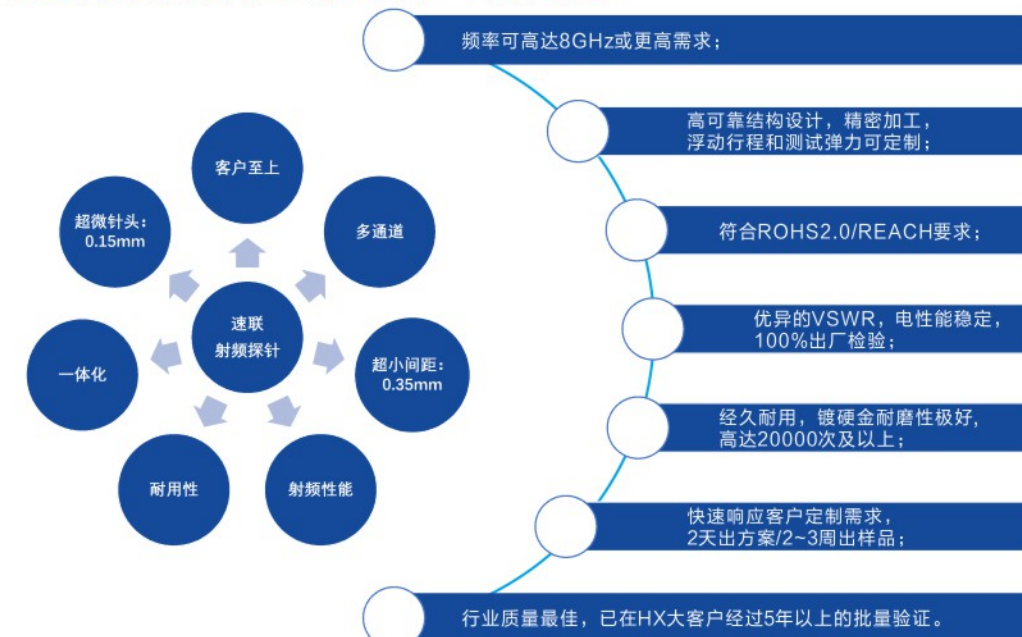 客户至上
多通道
超小间距：
0.35mm
射频性能
耐用性
一体化
超微针头：
0.15mm
速联
射频探针
频率可高达8GHz或更高需求；
高可靠结构设计，精密加工，
浮动行程和测试弹力可定制；
符合ROHS2.0/REACH要求；
优异的VSWR，电性能稳定，
100%出厂检验；
经久耐用，镀硬金耐磨性极好，
高达20000次及以上；
快速响应客户定制需求，
2天出方案/2~3周出样品；
行业质量最佳，已在HX大客户经过5年以上的批量验证。